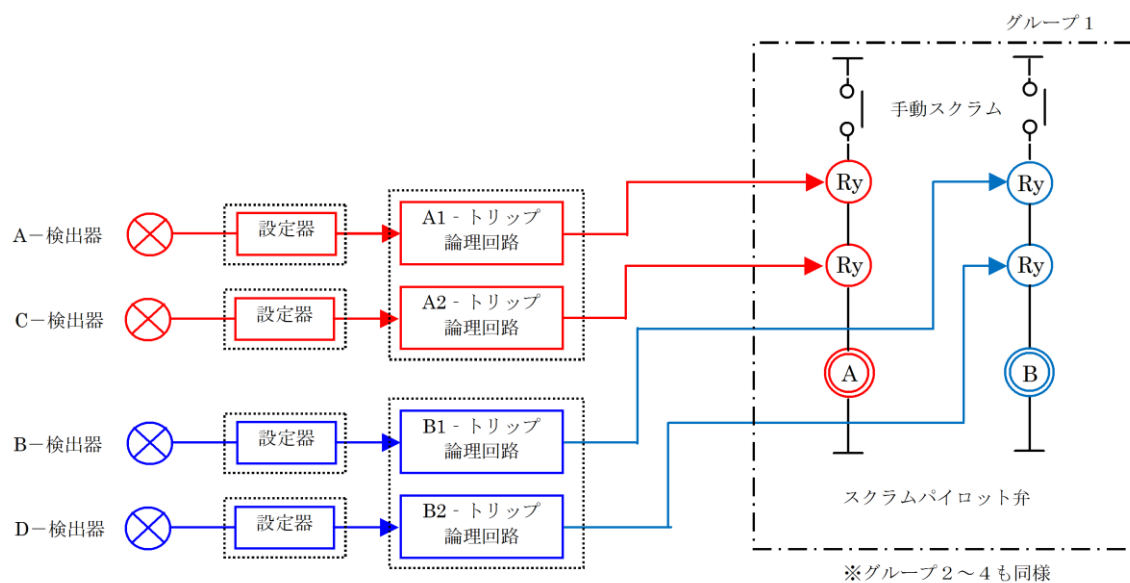 グループ1
手動スクラム
Ry
Ry
A－検出器
設定器
A1 - トリップ
論理回路
Ry
Ry
C－検出器
設定器
A2 - トリップ
論理回路
A
B
B－検出器
設定器
B1 - トリップ
論理回路
スクラムパイロット弁
D－検出器
設定器
B2 - トリップ
論理回路
※グループ2～4も同様